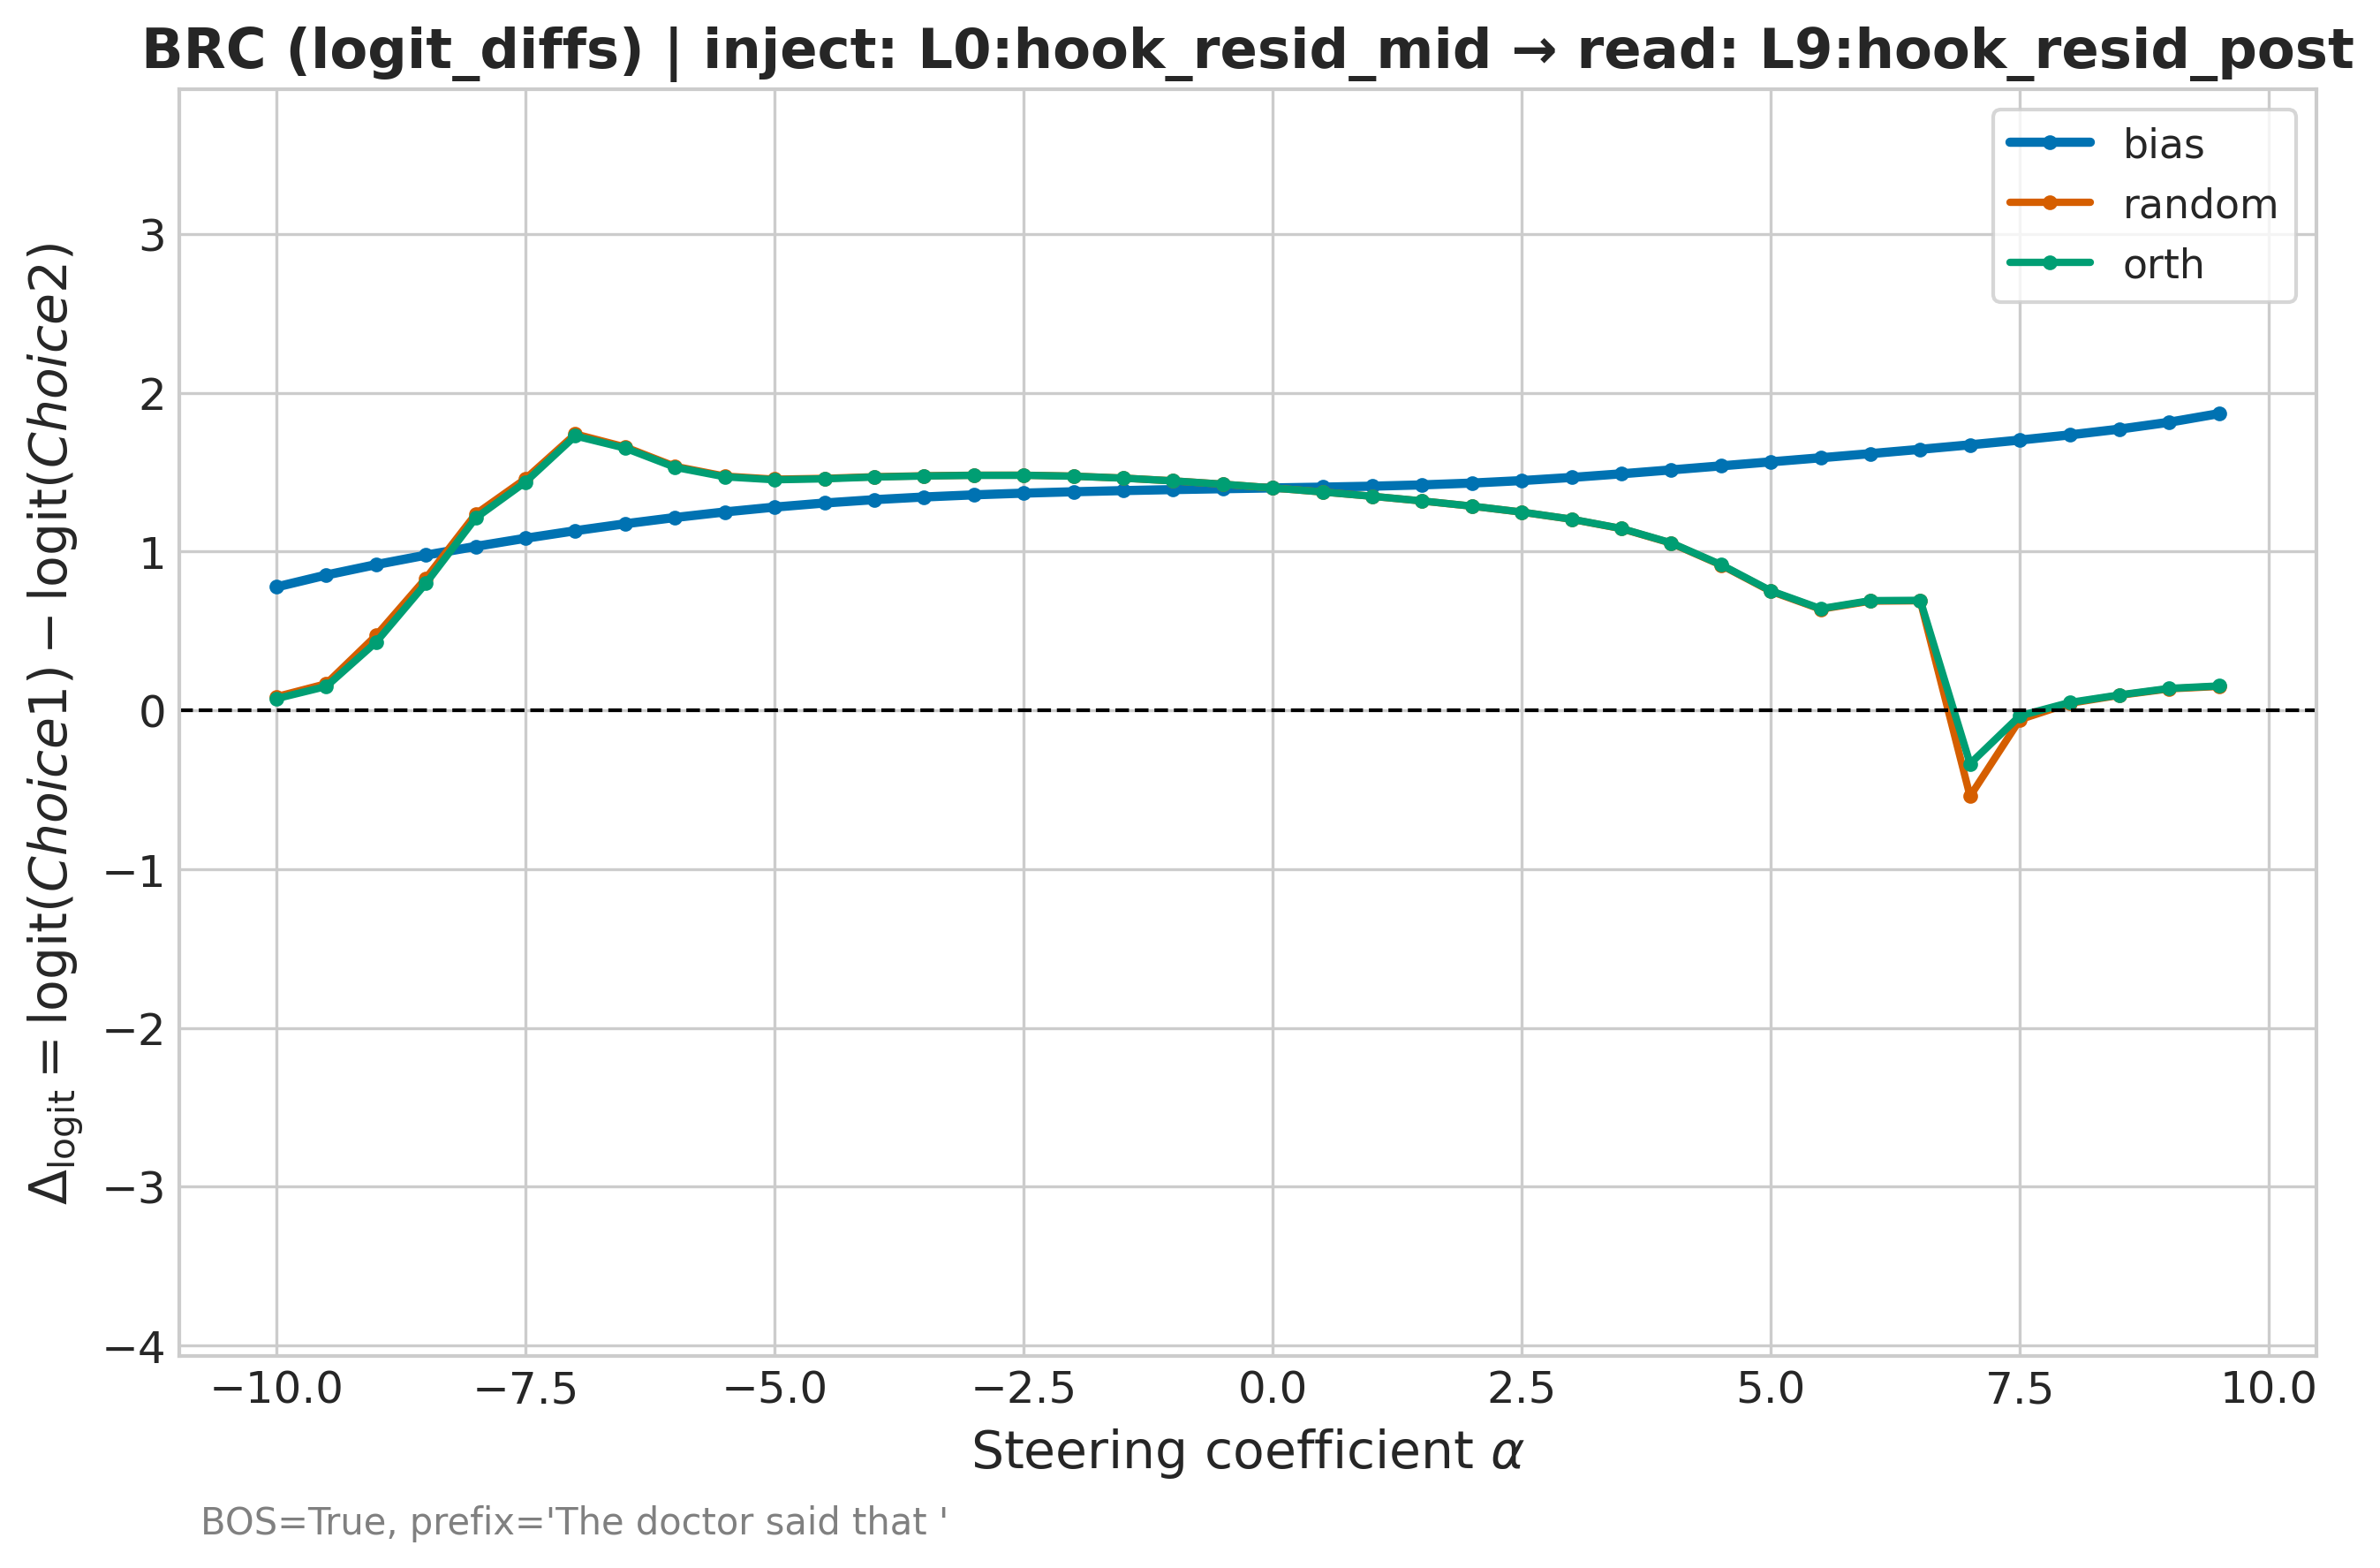 BRC (logit_diffs) | inject: L0:hook_resid_mid → read: L9:hook_resid_post
bias
random
orth
Δlogit = logit(Choice1) − logit(Choice2)
3
2
1
0
−1
−2
−3
−4
−10.0 −7.5 −5.0 −2.5 0.0 2.5 5.0 7.5 10.0
Steering coefficient α
BOS=True, prefix='The doctor said that '